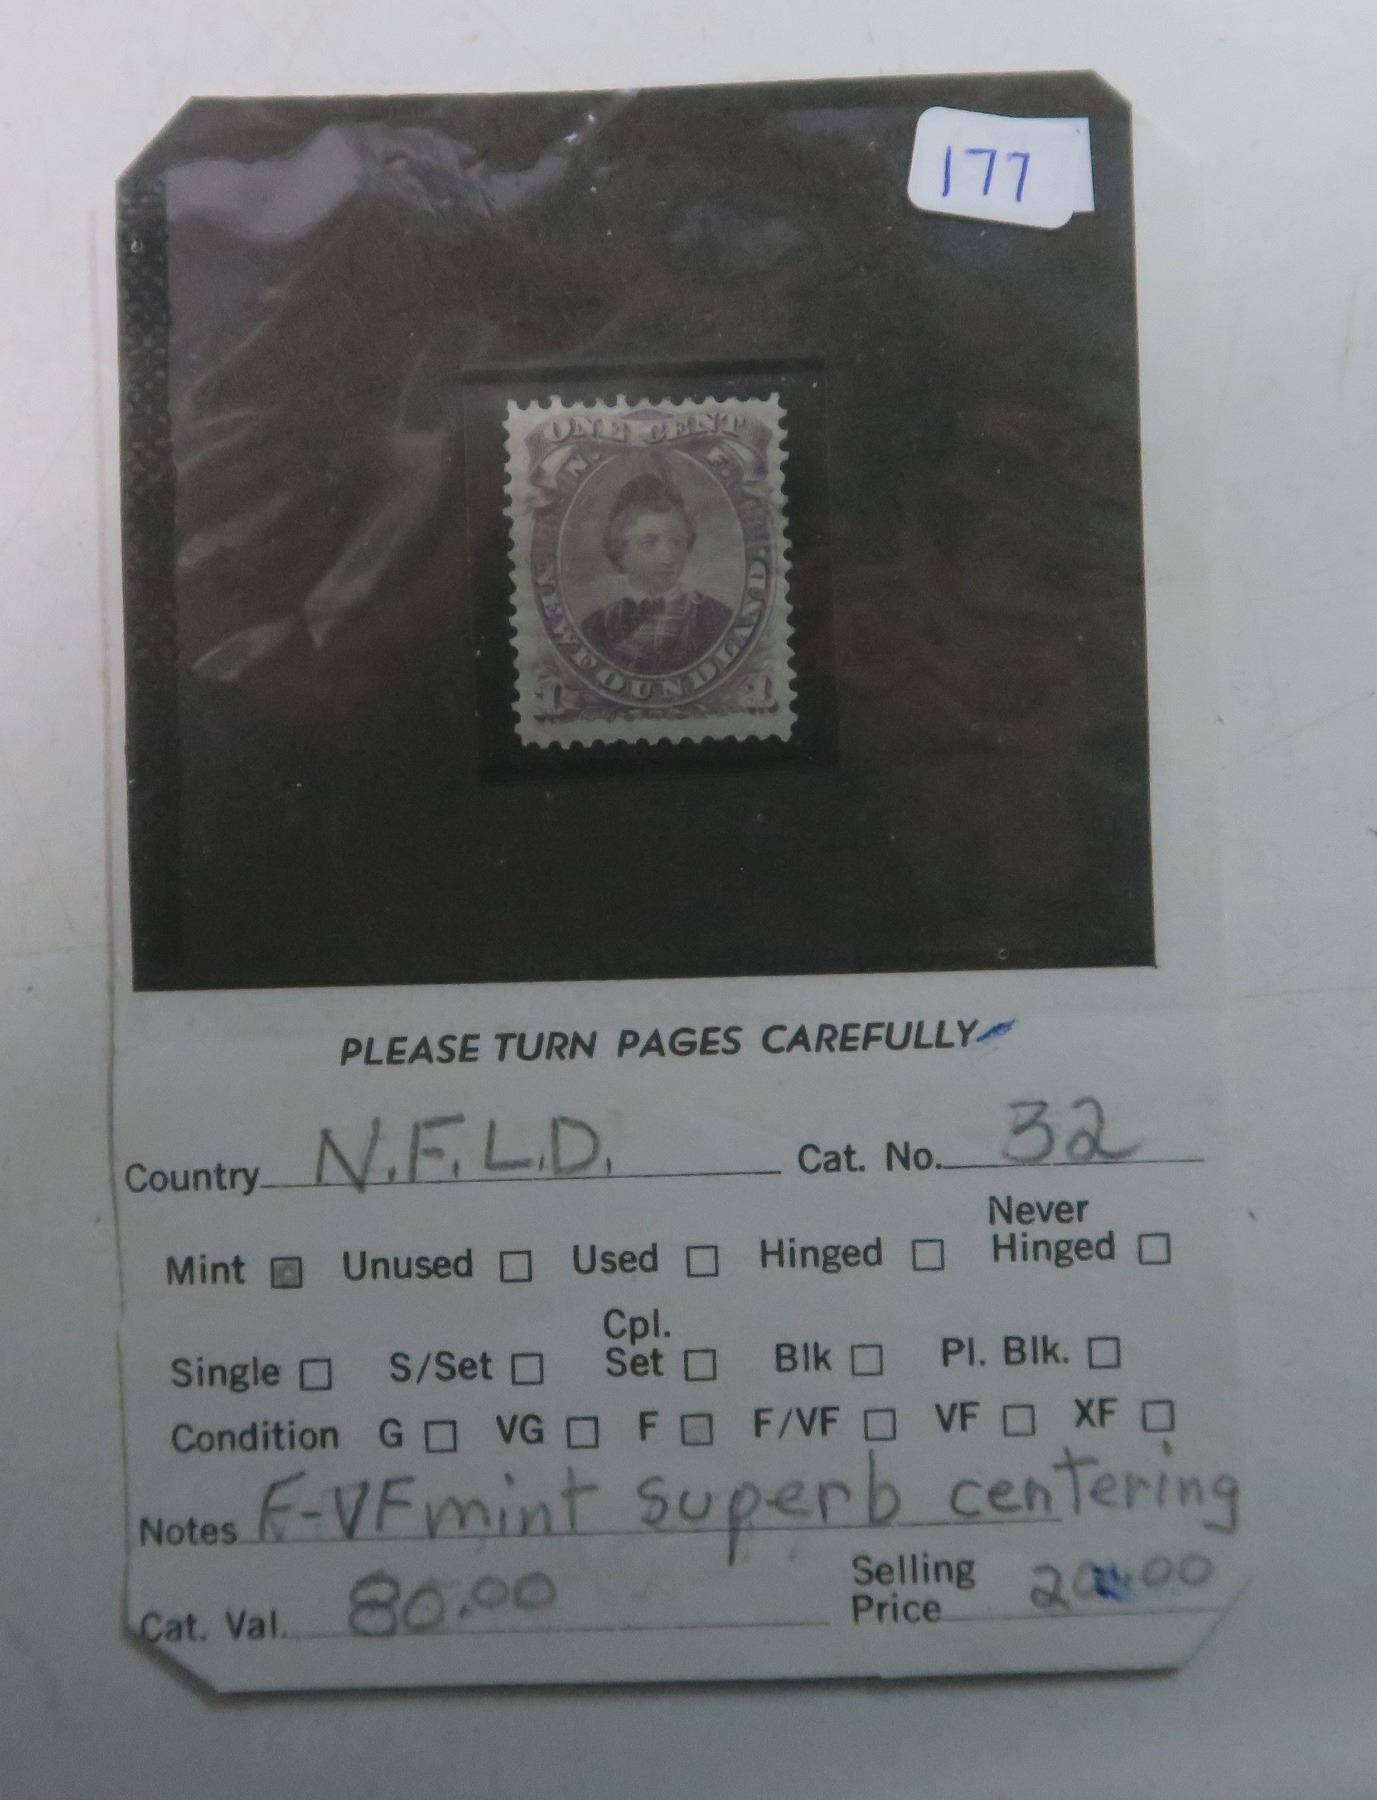 177
ONE CENT
N. F.
NEWFOUNDLAND
1 1
PLEASE TURN PAGES CAREFULLY
Country N.F.L.D. Cat. No. 32
Mint Unused Used Hinged Never Hinged
Single S/Set Cpl. Set Blk Pl. Blk.
Condition G VG F F/VF VF XF
Notes F-VF mint superb centering
Cat. Val. 80.00 Selling Price